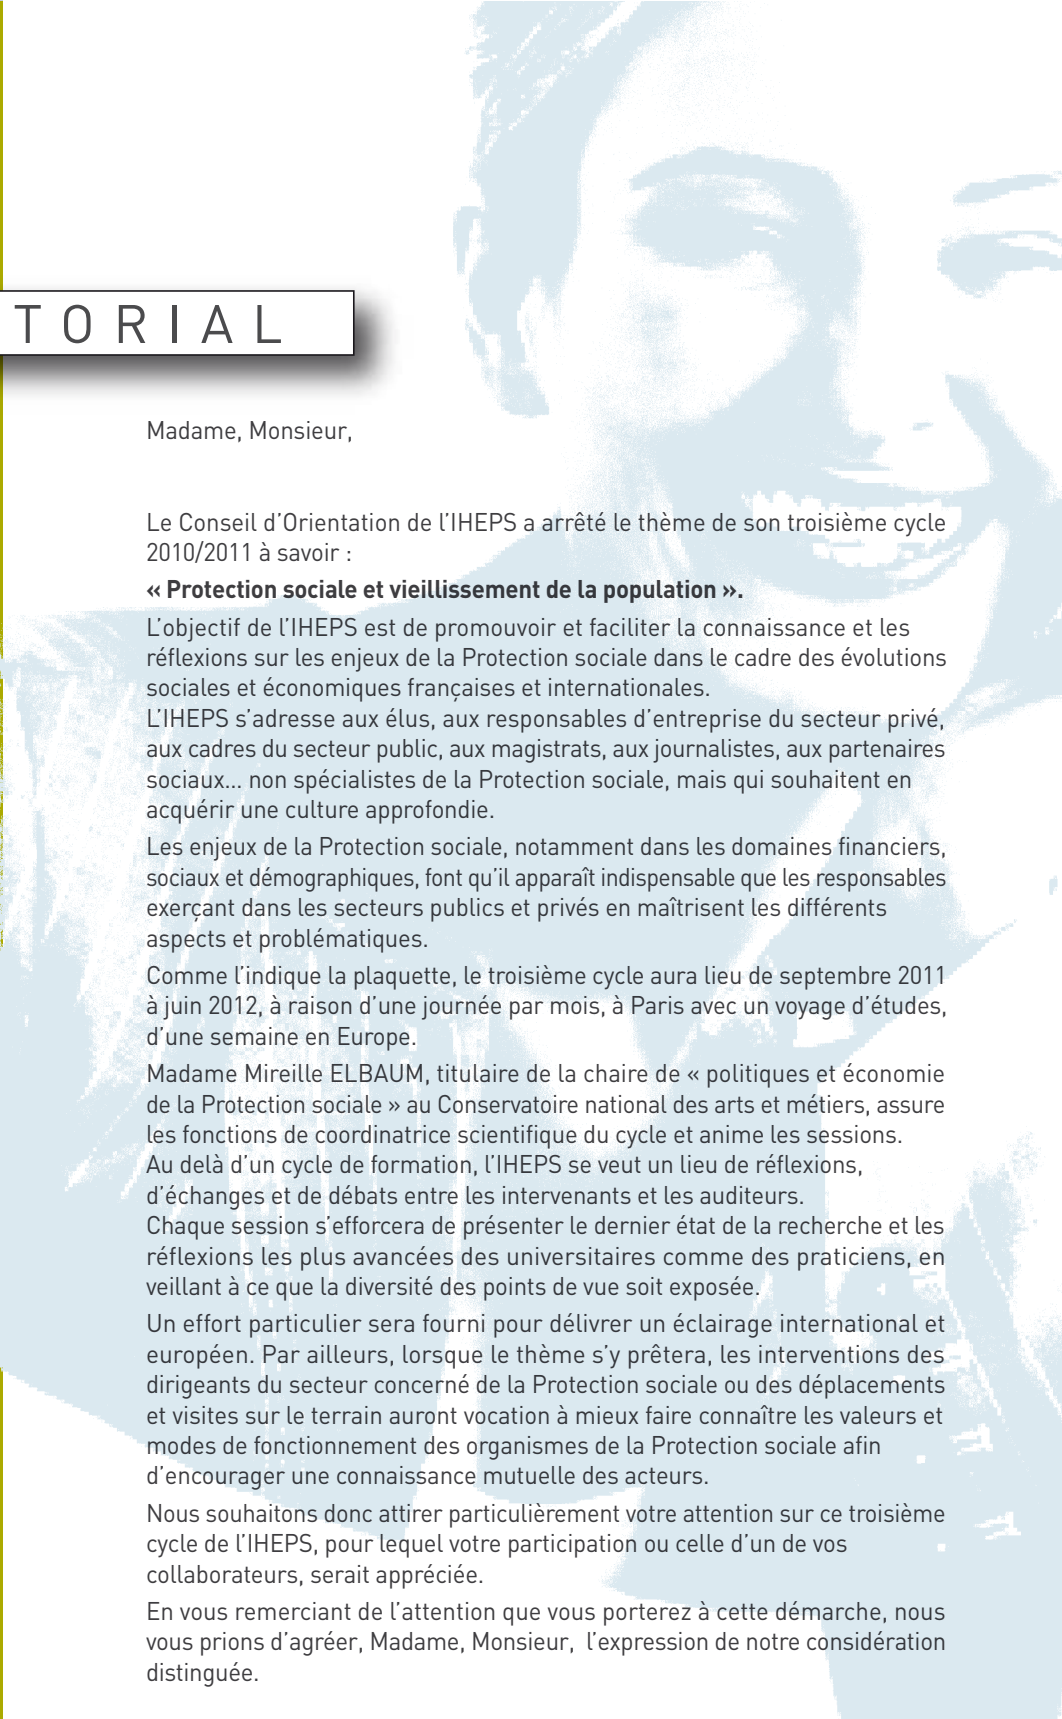 TORIAL
Madame, Monsieur,
Le Conseil d’Orientation de l’IHEPS a arrêté le thème de son troisième cycle
2010/2011 à savoir :
« Protection sociale et vieillissement de la population ».
L’objectif de l’IHEPS est de promouvoir et faciliter la connaissance et les
réflexions sur les enjeux de la Protection sociale dans le cadre des évolutions
sociales et économiques françaises et internationales.
L’IHEPS s’adresse aux élus, aux responsables d’entreprise du secteur privé,
aux cadres du secteur public, aux magistrats, aux journalistes, aux partenaires
sociaux... non spécialistes de la Protection sociale, mais qui souhaitent en
acquérir une culture approfondie.
Les enjeux de la Protection sociale, notamment dans les domaines financiers,
sociaux et démographiques, font qu’il apparaît indispensable que les responsables
exerçant dans les secteurs publics et privés en maîtrisent les différents
aspects et problématiques.
Comme l’indique la plaquette, le troisième cycle aura lieu de septembre 2011
à juin 2012, à raison d’une journée par mois, à Paris avec un voyage d’études,
d’une semaine en Europe.
Madame Mireille ELBAUM, titulaire de la chaire de « politiques et économie
de la Protection sociale » au Conservatoire national des arts et métiers, assure
les fonctions de coordinatrice scientifique du cycle et anime les sessions.
Au delà d’un cycle de formation, l’IHEPS se veut un lieu de réflexions,
d’échanges et de débats entre les intervenants et les auditeurs.
Chaque session s’efforcera de présenter le dernier état de la recherche et les
réflexions les plus avancées des universitaires comme des praticiens, en
veillant à ce que la diversité des points de vue soit exposée.
Un effort particulier sera fourni pour délivrer un éclairage international et
européen. Par ailleurs, lorsque le thème s’y prêtera, les interventions des
dirigeants du secteur concerné de la Protection sociale ou des déplacements
et visites sur le terrain auront vocation à mieux faire connaître les valeurs et
modes de fonctionnement des organismes de la Protection sociale afin
d’encourager une connaissance mutuelle des acteurs.
Nous souhaitons donc attirer particulièrement votre attention sur ce troisième
cycle de l’IHEPS, pour lequel votre participation ou celle d’un de vos
collaborateurs, serait appréciée.
En vous remerciant de l’attention que vous porterez à cette démarche, nous
vous prions d’agréer, Madame, Monsieur, l’expression de notre considération
distinguée.